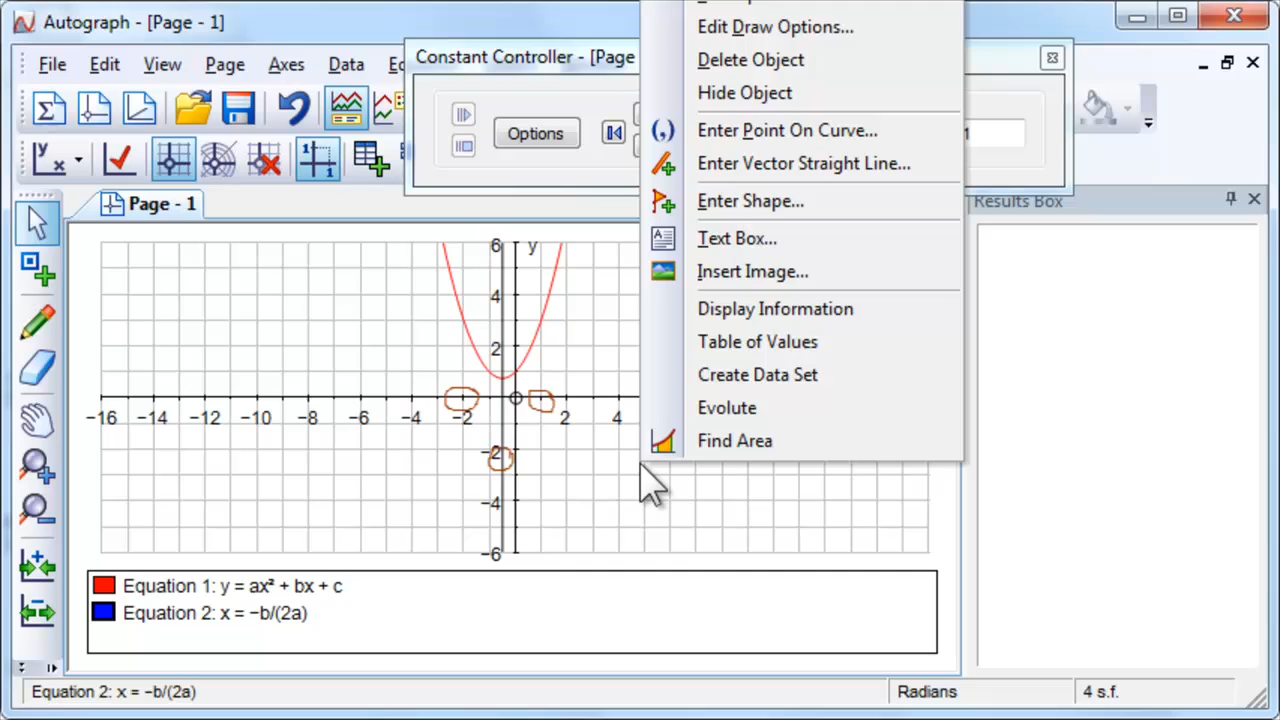 Autograph - [Page - 1]
File Edit View Page Axes Data
Constant Controller - [Page
Options
1
Edit Draw Options...
Delete Object
Hide Object
Enter Point On Curve...
Enter Vector Straight Line...
Enter Shape...
Text Box...
Insert Image...
Display Information
Table of Values
Create Data Set
Evolute
Find Area
Page - 1
Results Box
6 y
4
2
−16 −14 −12 −10 −8 −6 −4 −2 2 4
−2
−4
−6
Equation 1: y = ax² + bx + c
Equation 2: x = −b/(2a)
Equation 2: x = −b/(2a) Radians 4 s.f.